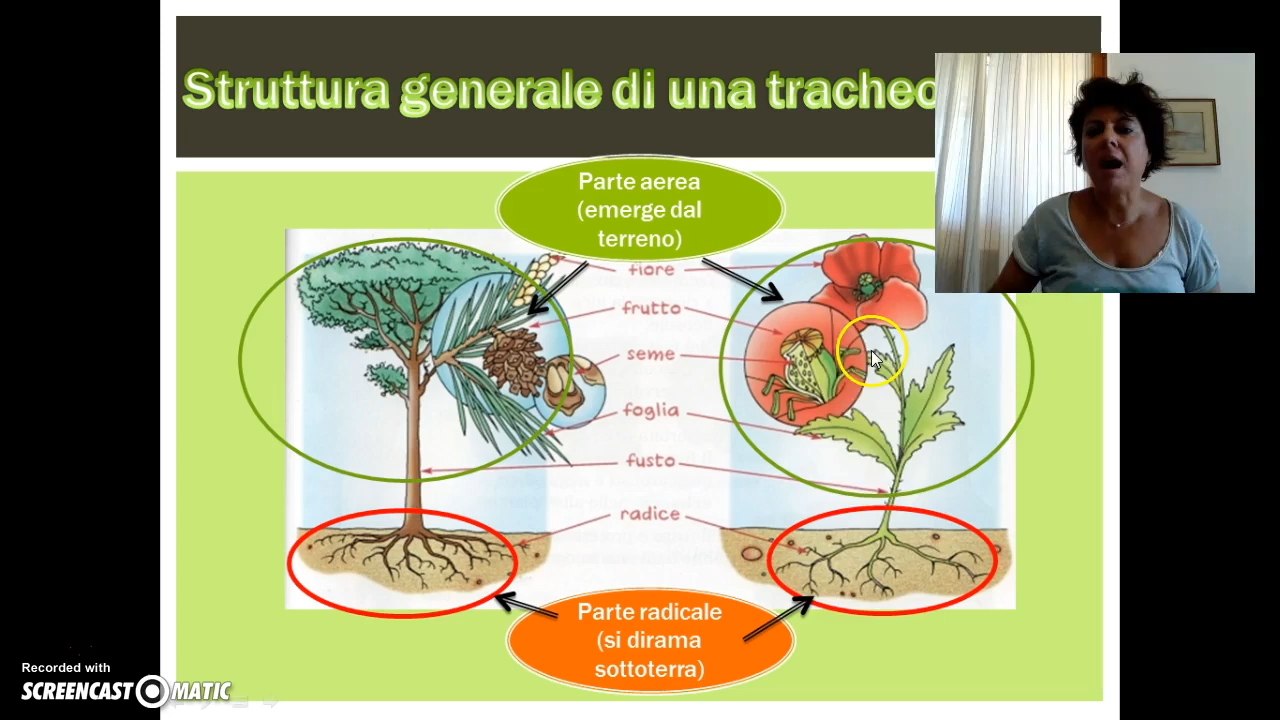 Struttura generale di una tracheo
Parte aerea
(emerge dal
terreno)
fiore
frutto
seme
foglia
fusto
radice
Parte radicale
(si dirama
sottoterra)
Recorded with
SCREENCAST MATIC